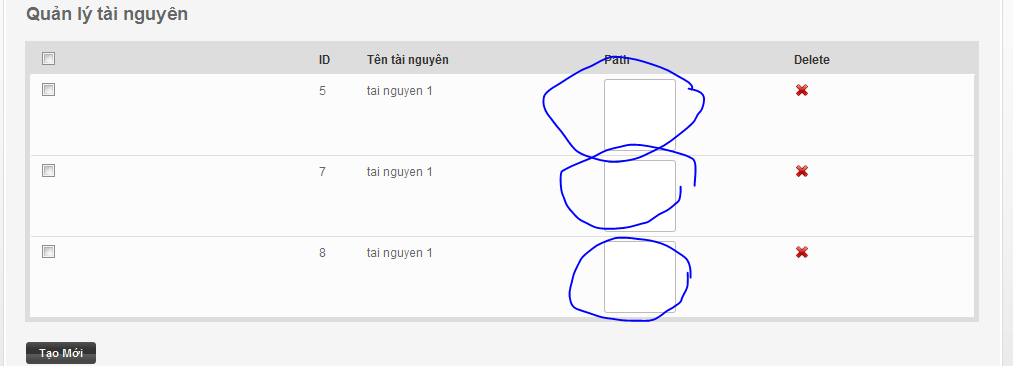 Quản lý tài nguyên
ID Tên tài nguyên Path Delete
5 tai nguyen 1
7 tai nguyen 1
8 tai nguyen 1
Tạo Mới